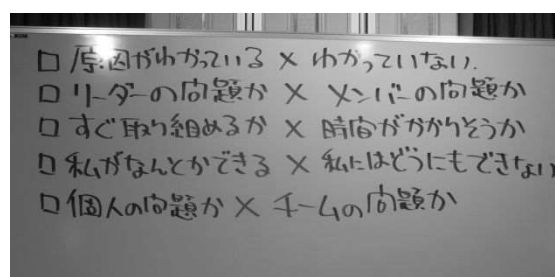 □ 原因がわかっている × わかっていない.
□ リーダーの問題か × メンバーの問題か
□ すぐ取り組めるか × 時間がかかりそうか
□ 私がなんとかできる × 私にはどうにもできない
□ 個人の問題か × チームの問題か